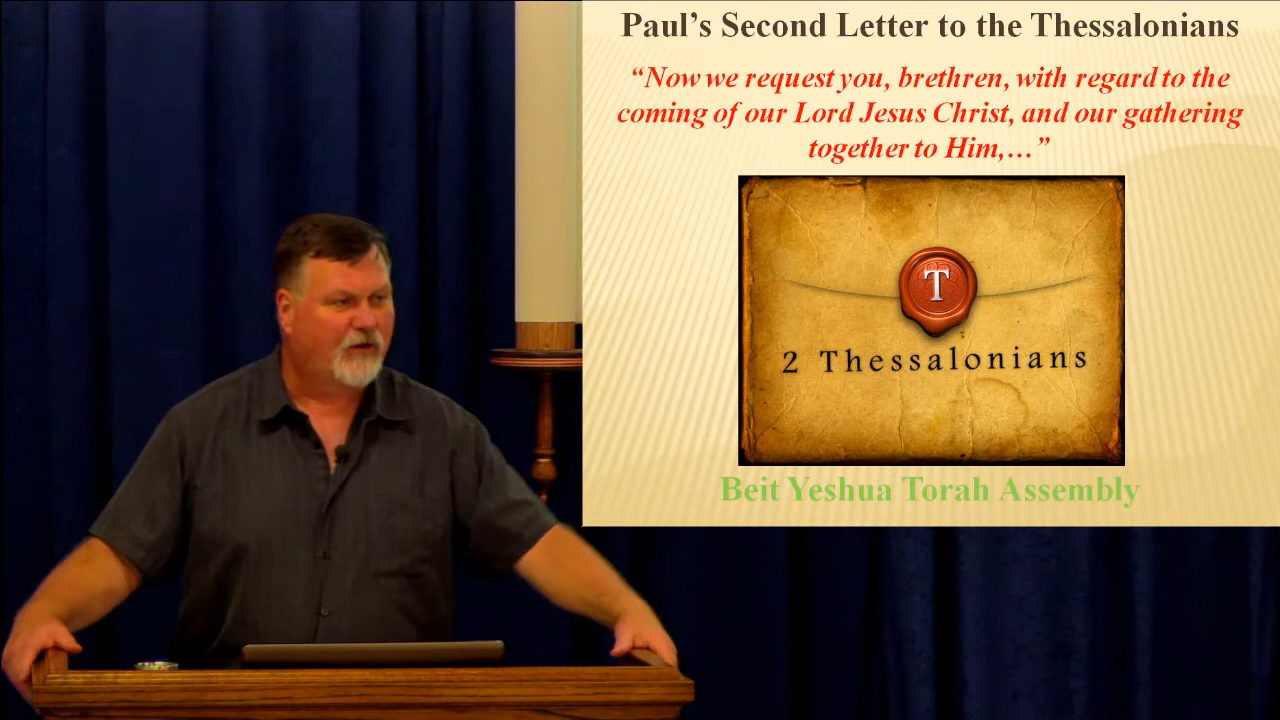 Paul’s Second Letter to the Thessalonians
“Now we request you, brethren, with regard to the
coming of our Lord Jesus Christ, and our gathering
together to Him,…”
T
2 Thessalonians
Beit Yeshua Torah Assembly